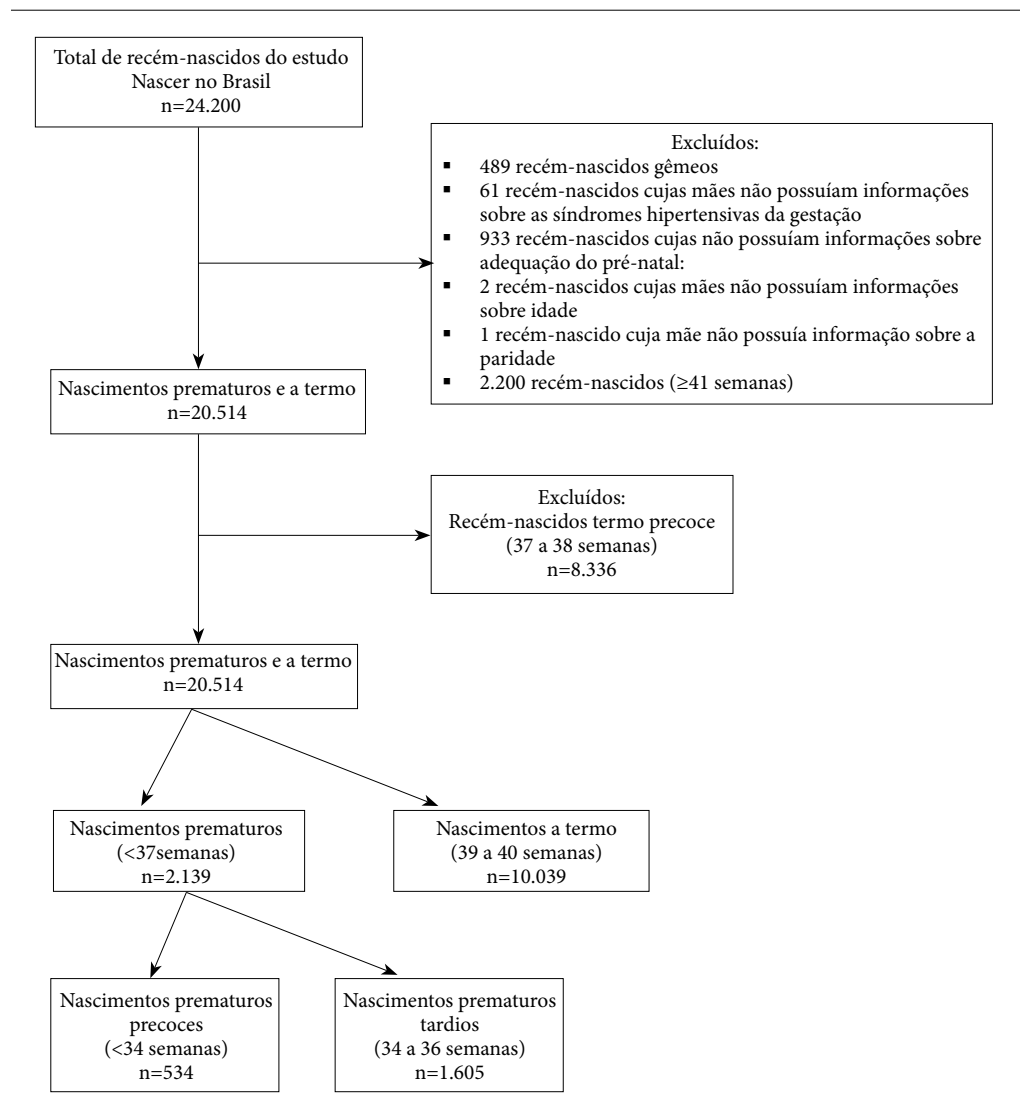 Total de recém-nascidos do estudo
Nascer no Brasil
n=24.200
Excluídos:
▪ 489 recém-nascidos gêmeos
▪ 61 recém-nascidos cujas mães não possuíam informações
sobre as síndromes hipertensivas da gestação
▪ 933 recém-nascidos cujas não possuíam informações sobre
adequação do pré-natal:
▪ 2 recém-nascidos cujas mães não possuíam informações
sobre idade
▪ 1 recém-nascido cuja mãe não possuía informação sobre a
paridade
▪ 2.200 recém-nascidos (≥41 semanas)
Nascimentos prematuros e a termo
n=20.514
Excluídos:
Recém-nascidos termo precoce
(37 a 38 semanas)
n=8.336
Nascimentos prematuros e a termo
n=20.514
Nascimentos prematuros
(<37semanas)
n=2.139
Nascimentos a termo
(39 a 40 semanas)
n=10.039
Nascimentos prematuros
precoces
(<34 semanas)
n=534
Nascimentos prematuros
tardios
(34 a 36 semanas)
n=1.605